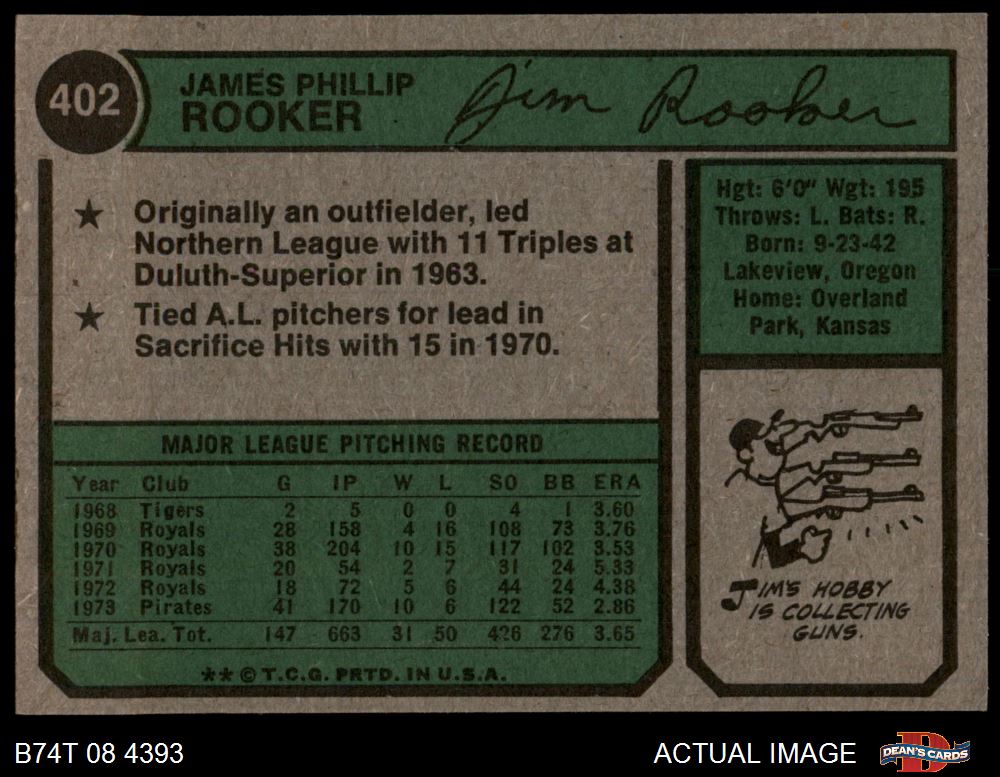 402
JAMES PHILLIP
ROOKER
Jim Rooker
★ Originally an outfielder, led
Northern League with 11 Triples at
Duluth-Superior in 1963.
★ Tied A.L. pitchers for lead in
Sacrifice Hits with 15 in 1970.
Hgt: 6'0" Wgt: 195
Throws: L. Bats: R.
Born: 9-23-42
Lakeview, Oregon
Home: Overland
Park, Kansas
MAJOR LEAGUE PITCHING RECORD
Year Club G IP W L SO BB ERA
1968 Tigers 2 5 0 0 4 1 3.60
1969 Royals 28 158 4 16 108 73 3.76
1970 Royals 38 204 10 15 117 102 3.53
1971 Royals 20 54 2 7 31 24 5.33
1972 Royals 18 72 5 6 44 24 4.38
1973 Pirates 41 170 10 6 122 52 2.86
Maj. Lea. Tot. 147 663 31 50 426 276 3.65
** © T.C.G. PRTD. IN U.S.A.
JIM'S HOBBY
IS COLLECTING
GUNS.
B74T 08 4393
ACTUAL IMAGE
D
DEAN'S CARDS